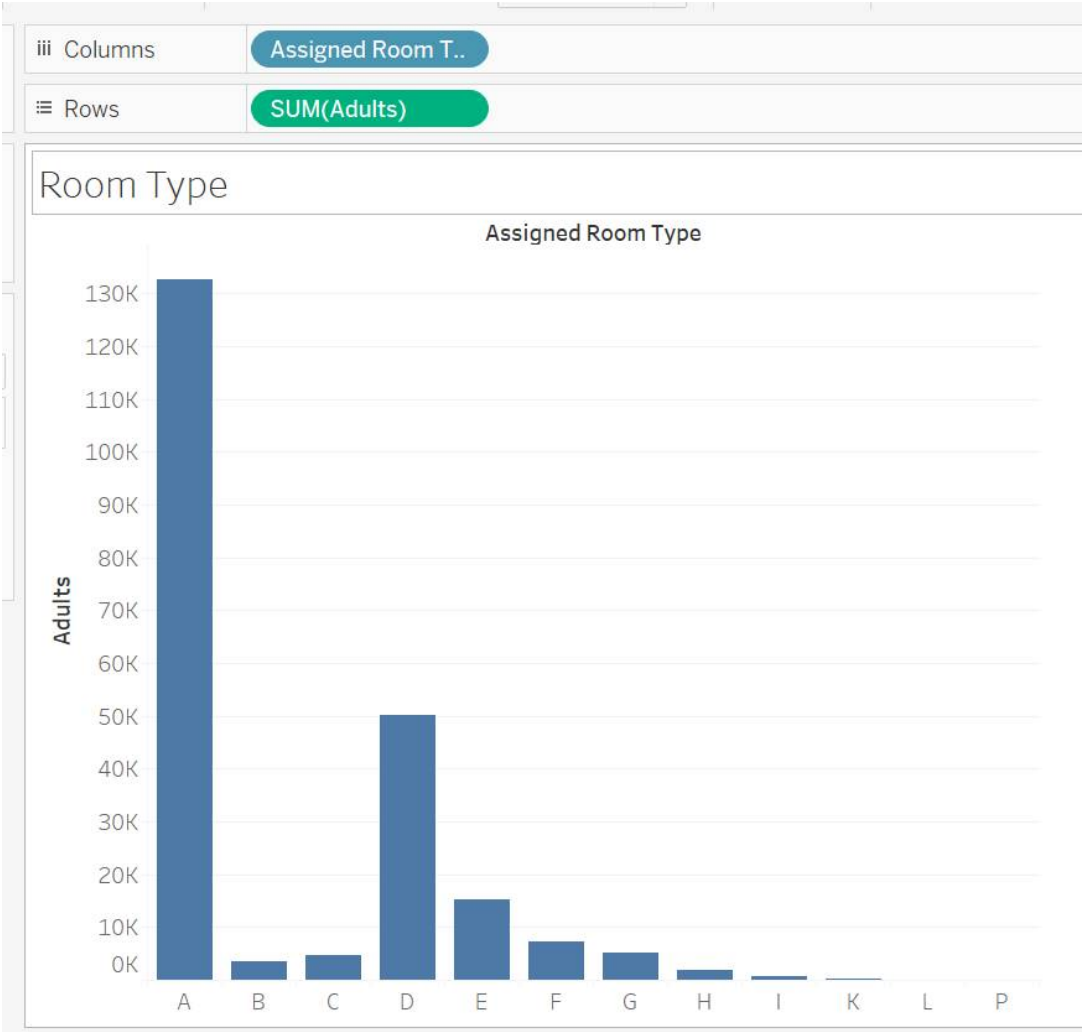 Columns
Assigned Room T..
Rows
SUM(Adults)
Room Type
Assigned Room Type
130K
120K
110K
100K
90K
80K
70K
60K
50K
40K
30K
20K
10K
0K
Adults
A B C D E F G H I K L P